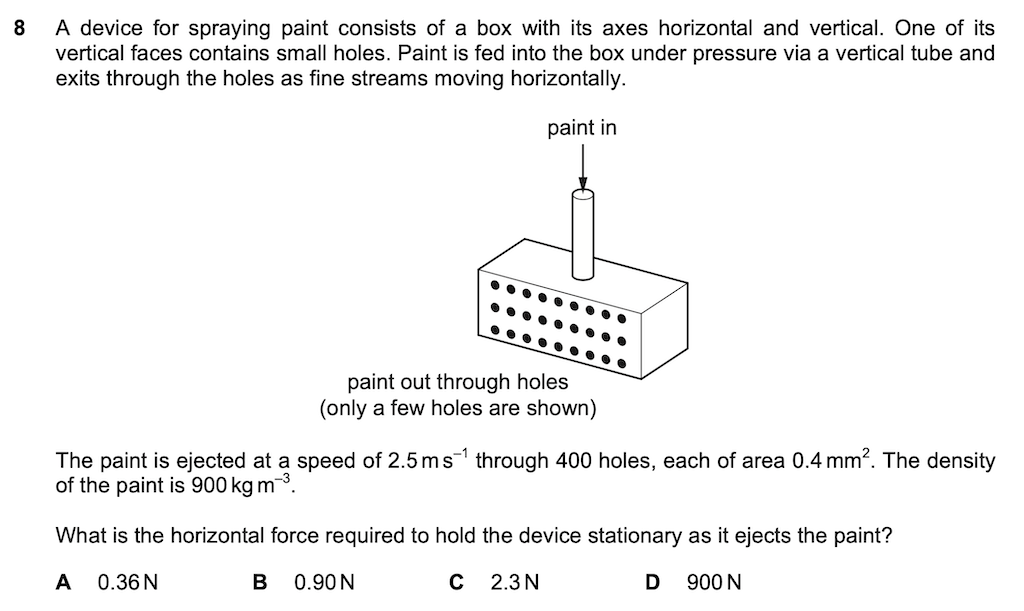 8 A device for spraying paint consists of a box with its axes horizontal and vertical. One of its
vertical faces contains small holes. Paint is fed into the box under pressure via a vertical tube and
exits through the holes as fine streams moving horizontally.
paint in
paint out through holes
(only a few holes are shown)
The paint is ejected at a speed of 2.5 m s⁻¹ through 400 holes, each of area 0.4 mm². The density
of the paint is 900 kg m⁻³.
What is the horizontal force required to hold the device stationary as it ejects the paint?
A 0.36 N B 0.90 N C 2.3 N D 900 N